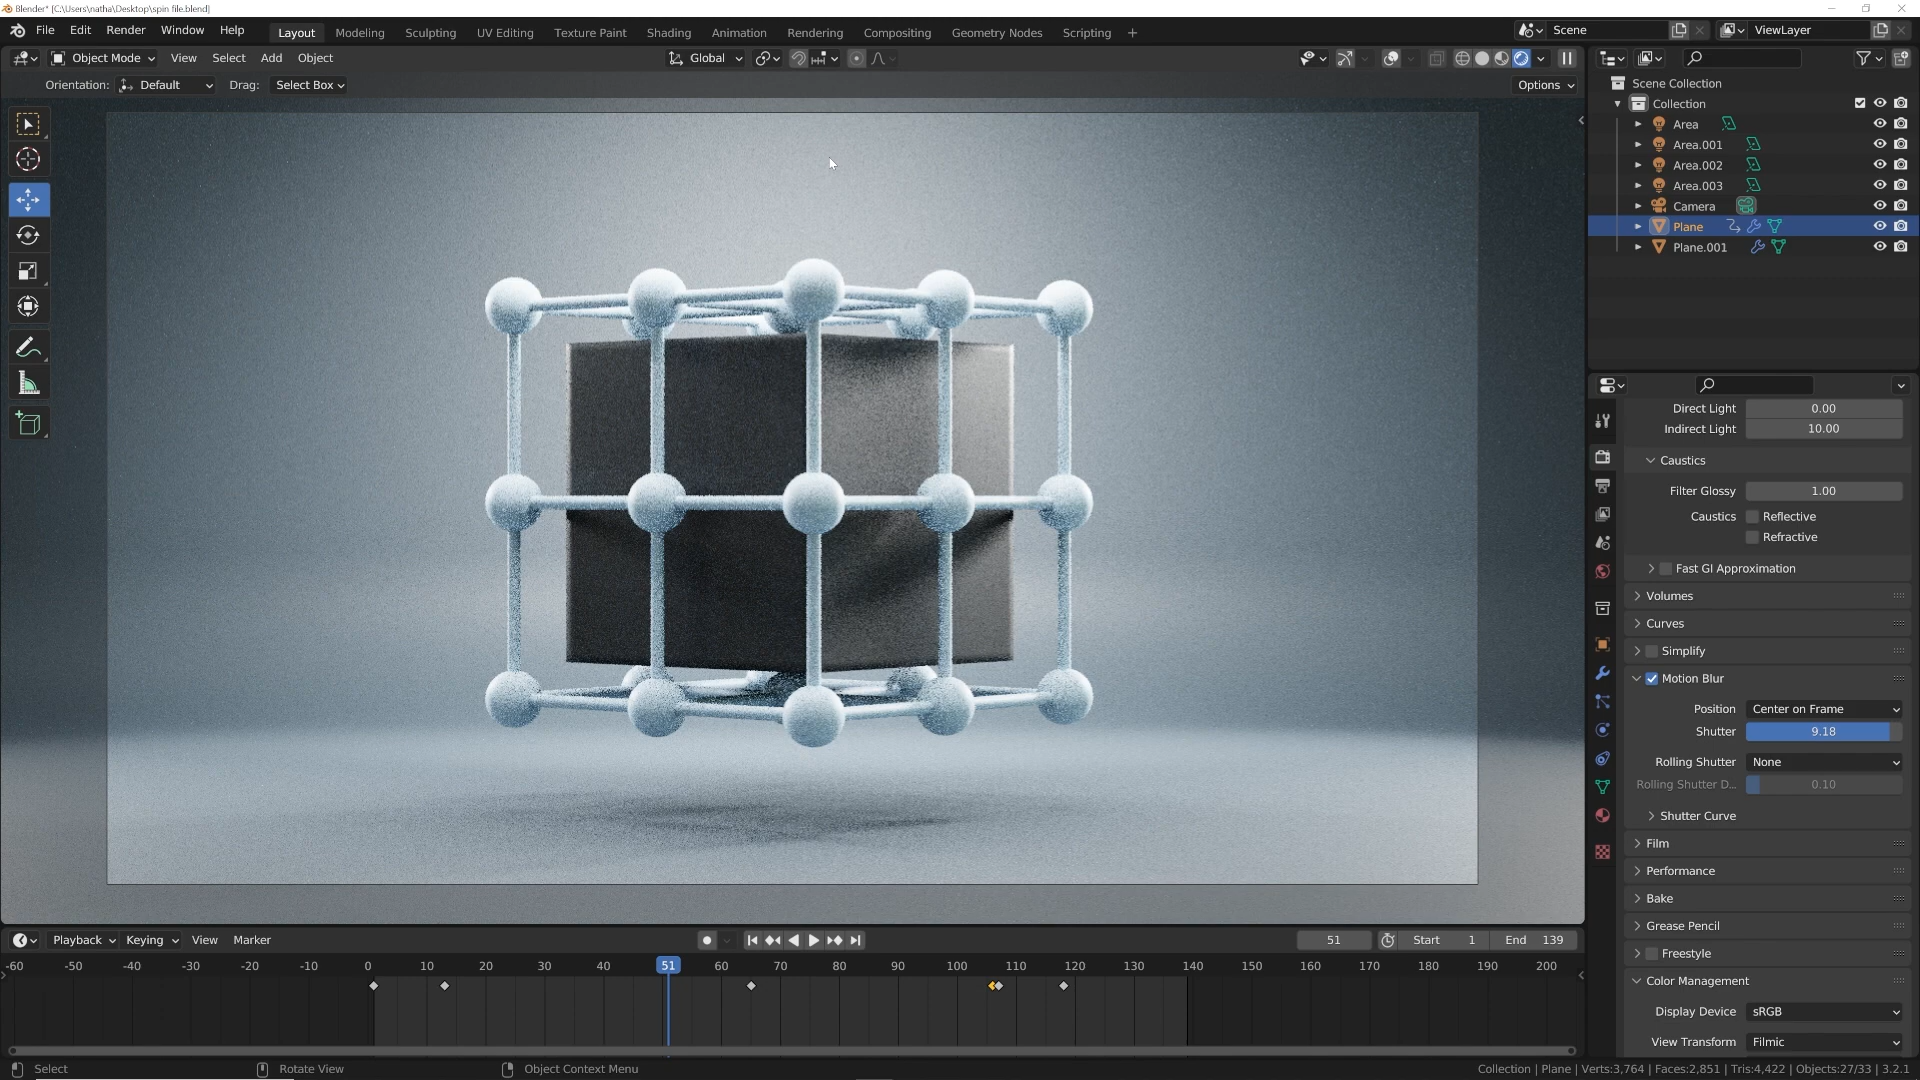 Blender* [C:\Users\natha\Desktop\spin file.blend]
File Edit Render Window Help Layout Modeling Sculpting UV Editing Texture Paint Shading Animation Rendering Compositing Geometry Nodes Scripting + Scene ViewLayer
Object Mode View Select Add Object Global
Orientation: Default Drag: Select Box Options
Scene Collection
Collection
Area
Area.001
Area.002
Area.003
Camera
Plane
Plane.001
Direct Light 0.00
Indirect Light 10.00
Caustics
Filter Glossy 1.00
Caustics Reflective
Refractive
Fast GI Approximation
Volumes
Curves
Simplify
Motion Blur
Position Center on Frame
Shutter 9.18
Rolling Shutter None
Rolling Shutter D... 0.10
Shutter Curve
Film
Performance
Bake
Grease Pencil
Freestyle
Color Management
Display Device sRGB
View Transform Filmic
Playback Keying View Marker 51 Start 1 End 139
-60 -50 -40 -30 -20 -10 0 10 20 30 40 51 60 70 80 90 100 110 120 130 140 150 160 170 180 190 200
Select Rotate View Object Context Menu Collection | Plane | Verts:3,764 | Faces:2,851 | Tris:4,422 | Objects:27/33 | 3.2.1